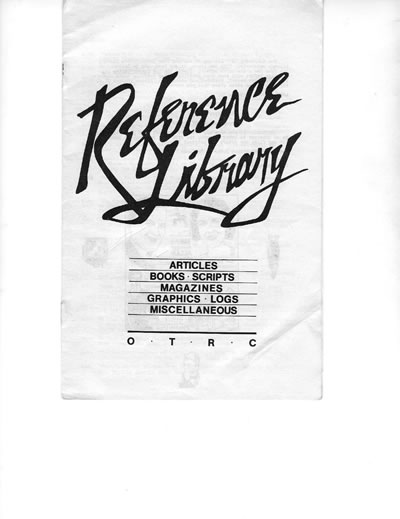 Reference
Library
ARTICLES
BOOKS · SCRIPTS
MAGAZINES
GRAPHICS · LOGS
MISCELLANEOUS
O · T · R · C